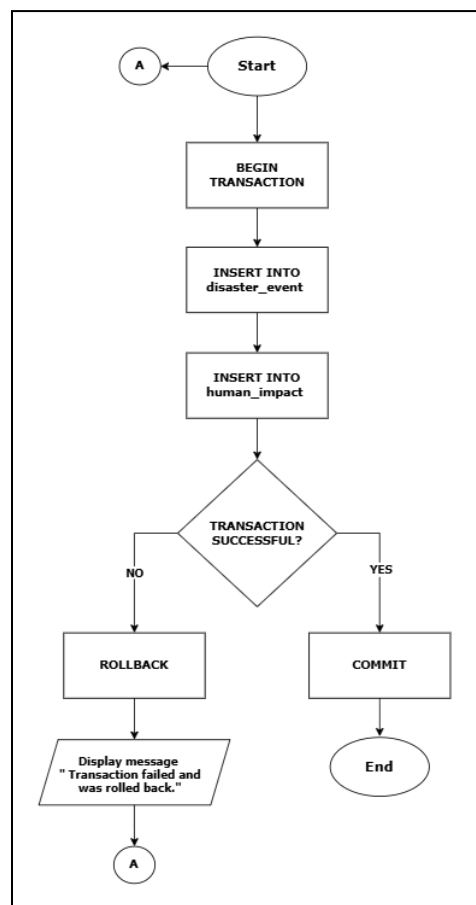 A
Start
BEGIN
TRANSACTION
INSERT INTO
disaster_event
INSERT INTO
human_impact
TRANSACTION
SUCCESSFUL?
NO
YES
ROLLBACK
COMMIT
Display message
" Transaction failed and
was rolled back."
End
A